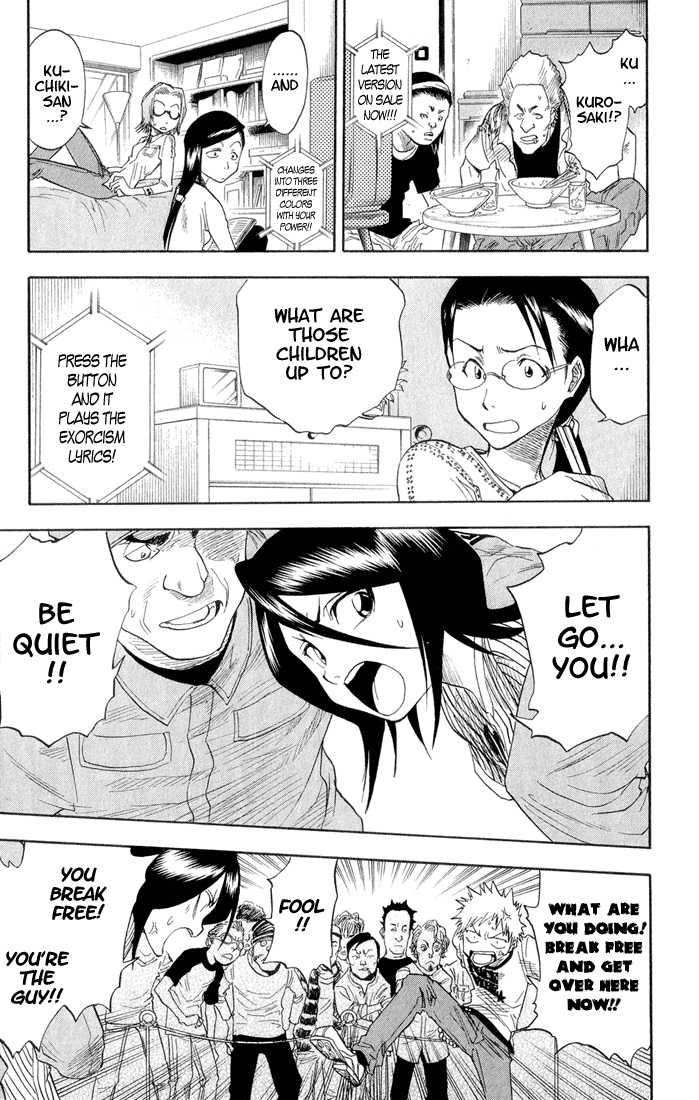 KU
...
KURO-
SAKI!?
THE
LATEST
VERSION
ON SALE
NOW!!!
......
AND
CHANGES
INTO THREE
DIFFERENT
COLORS
WITH YOUR
POWER!!
KU-
CHIKI-
SAN
...?
WHA
...
WHAT ARE
THOSE
CHILDREN
UP TO?
PRESS THE
BUTTON
AND IT
PLAYS THE
EXORCISM
LYRICS!
LET
GO...
YOU!!
BE
QUIET
!!
WHAT ARE
YOU DOING!
BREAK FREE
AND GET
OVER HERE
NOW!!
FOOL
!!
YOU
BREAK
FREE!
YOU'RE
THE
GUY!!